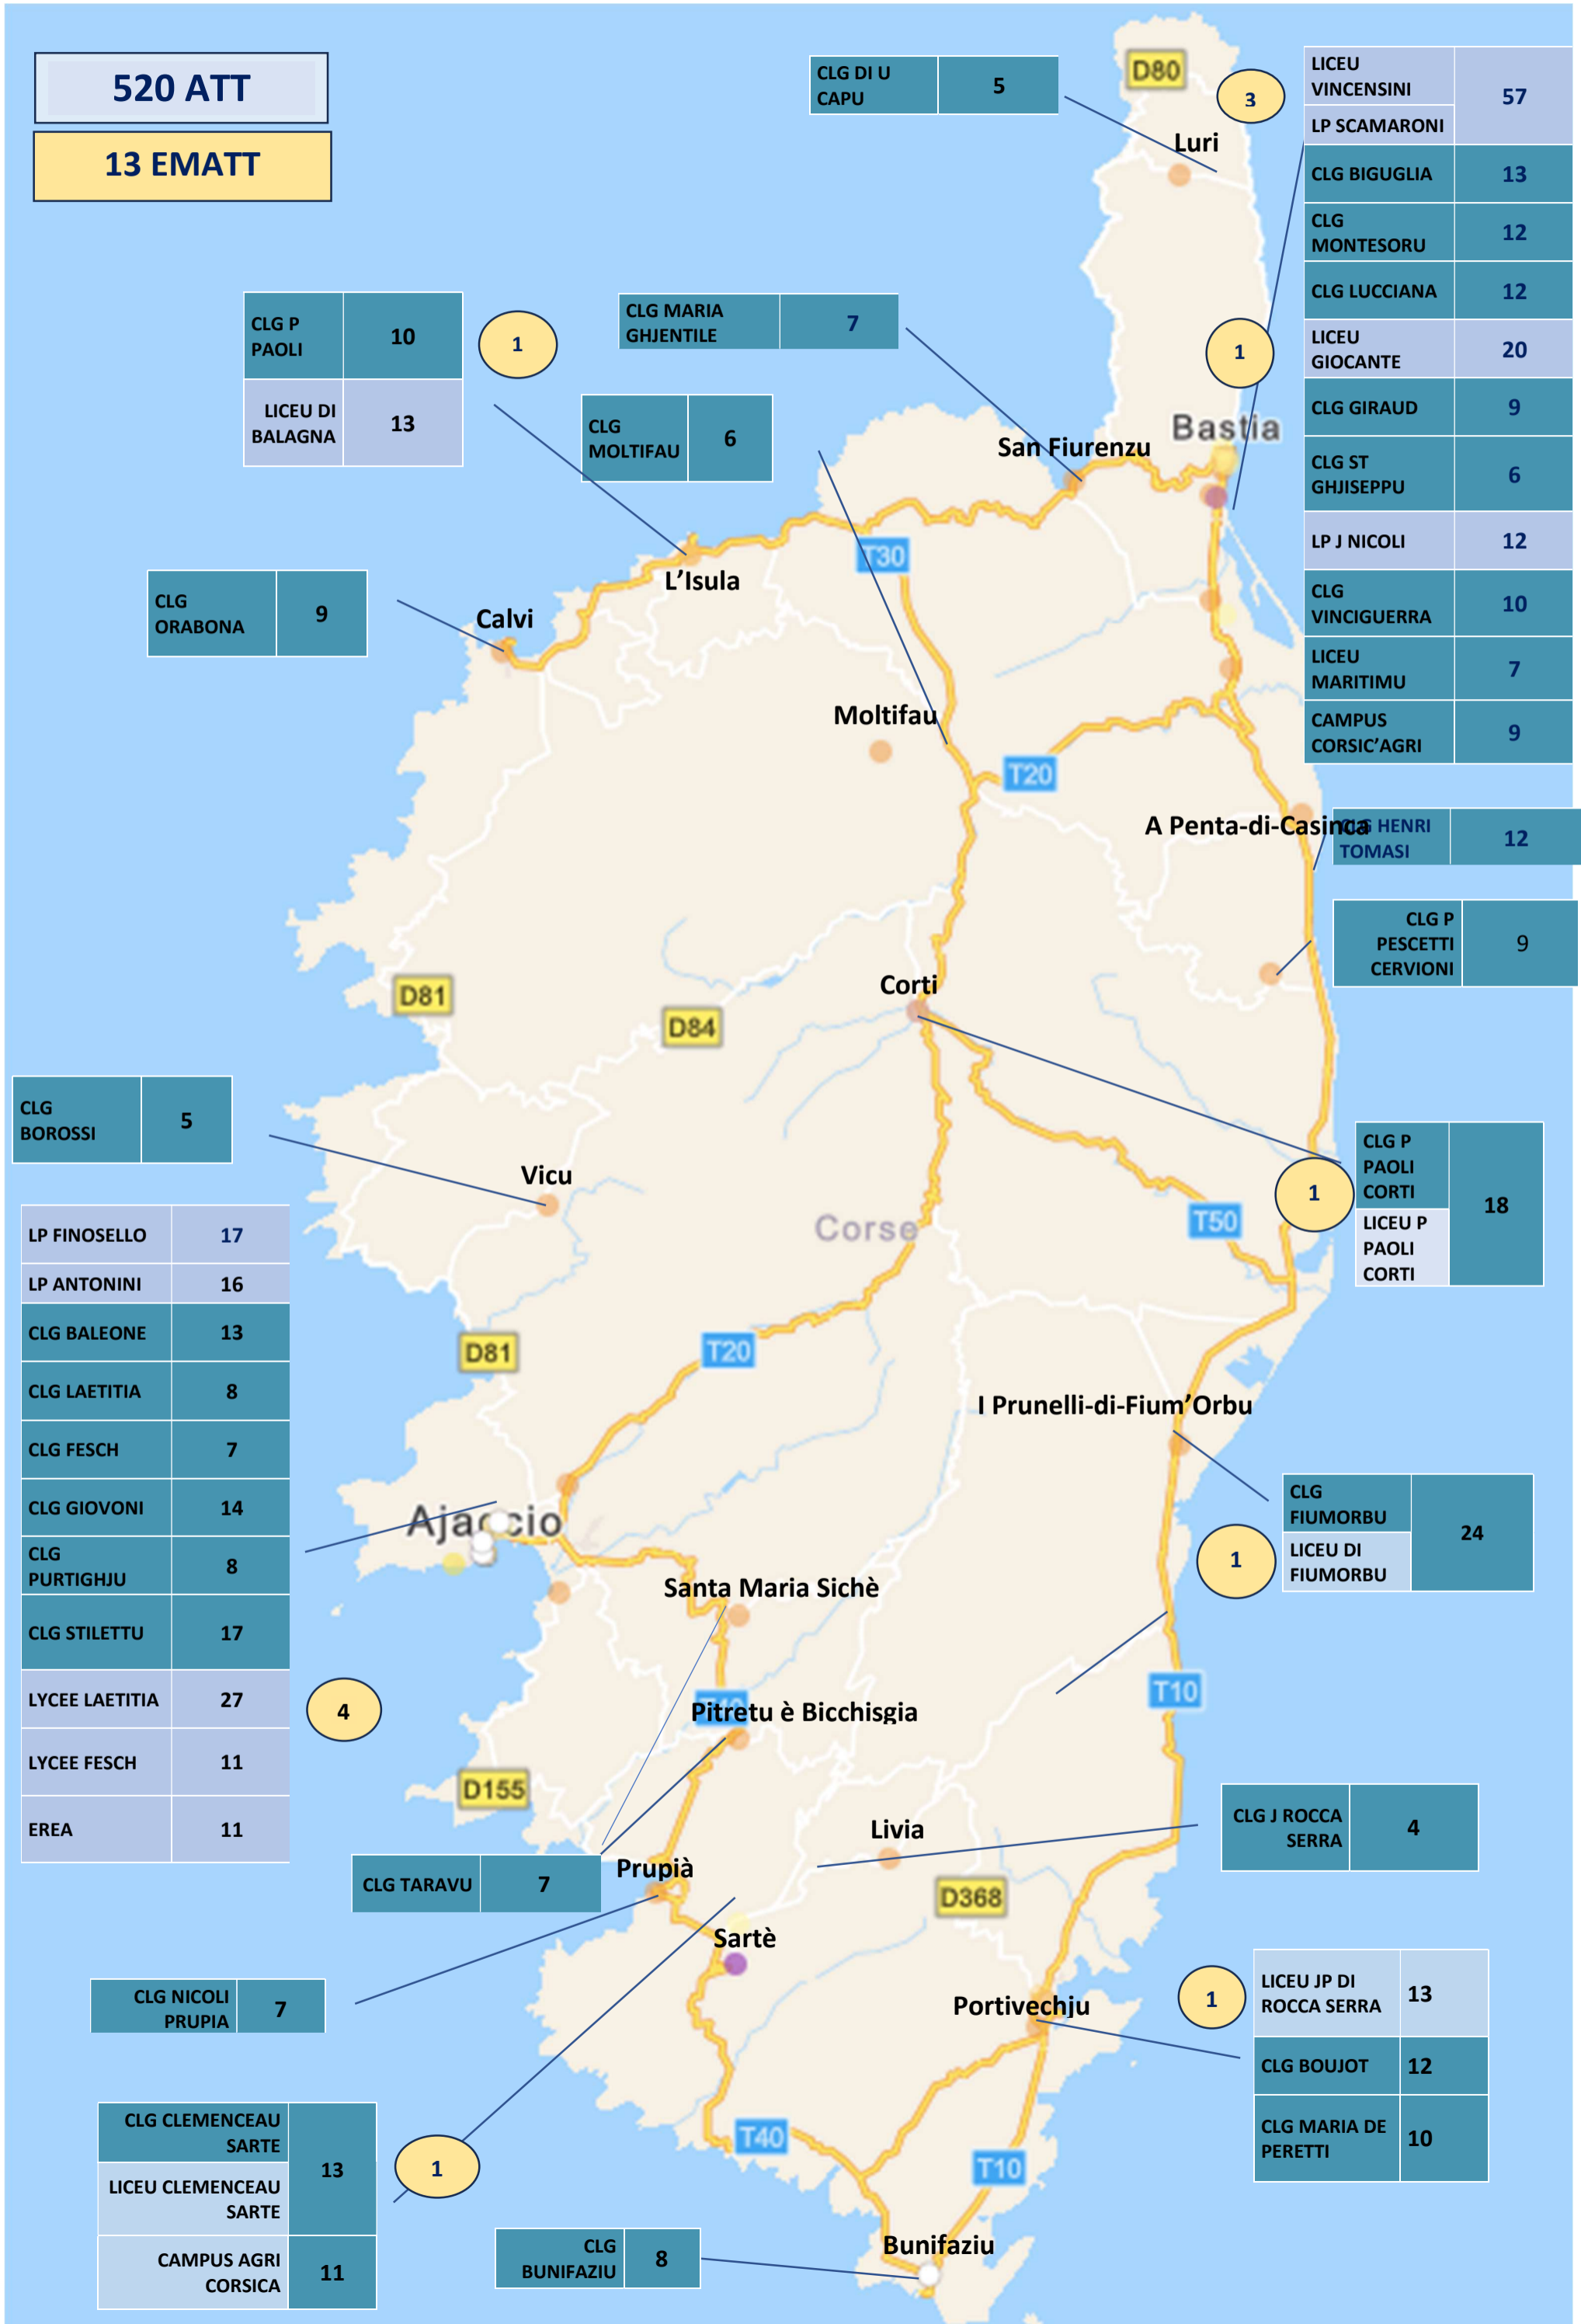 520 ATT
13 EMATT
CLG DI U
CAPU
5
D80
3
Luri
LICEU
VINCENSINI
LP SCAMARONI
57
CLG BIGUGLIA
13
CLG
MONTESORU
12
CLG LUCCIANA
12
LICEU
GIOCANTE
20
CLG GIRAUD
9
CLG ST
GHJISEPPU
6
LP J NICOLI
12
CLG
VINCIGUERRA
10
LICEU
MARITIMU
7
CAMPUS
CORSIC'AGRI
9
CLG P
PAOLI
10
LICEU DI
BALAGNA
13
1
CLG MARIA
GHJENTILE
7
1
CLG
MOLTIFAU
6
San Fiurenzu
Bastia
T30
L'Isula
CLG
ORABONA
9
Calvi
Moltifau
T20
A Penta-di-Casinca
CLG HENRI
TOMASI
12
CLG P
PESCETTI
CERVIONI
9
D81
D84
Corti
CLG
BOROSSI
5
Vicu
Corse
T50
1
CLG P
PAOLI
CORTI
LICEU P
PAOLI
CORTI
18
LP FINOSELLO
17
LP ANTONINI
16
CLG BALEONE
13
CLG LAETITIA
8
CLG FESCH
7
CLG GIOVONI
14
CLG
PURTIGHJU
8
CLG STILETTU
17
LYCEE LAETITIA
27
LYCEE FESCH
11
EREA
11
4
D81
T20
I Prunelli-di-Fium'Orbu
CLG
FIUMORBU
LICEU DI
FIUMORBU
24
1
Ajaccio
Santa Maria Sichè
T40
Pitretu è Bicchisgia
T10
D155
Livia
CLG J ROCCA
SERRA
4
CLG TARAVU
7
Prupià
D368
Sartè
CLG NICOLI
PRUPIA
7
Portivechju
1
LICEU JP DI
ROCCA SERRA
13
CLG BOUJOT
12
CLG MARIA DE
PERETTI
10
CLG CLEMENCEAU
SARTE
LICEU CLEMENCEAU
SARTE
13
CAMPUS AGRI
CORSICA
11
1
T40
T10
CLG
BUNIFAZIU
8
Bunifaziu